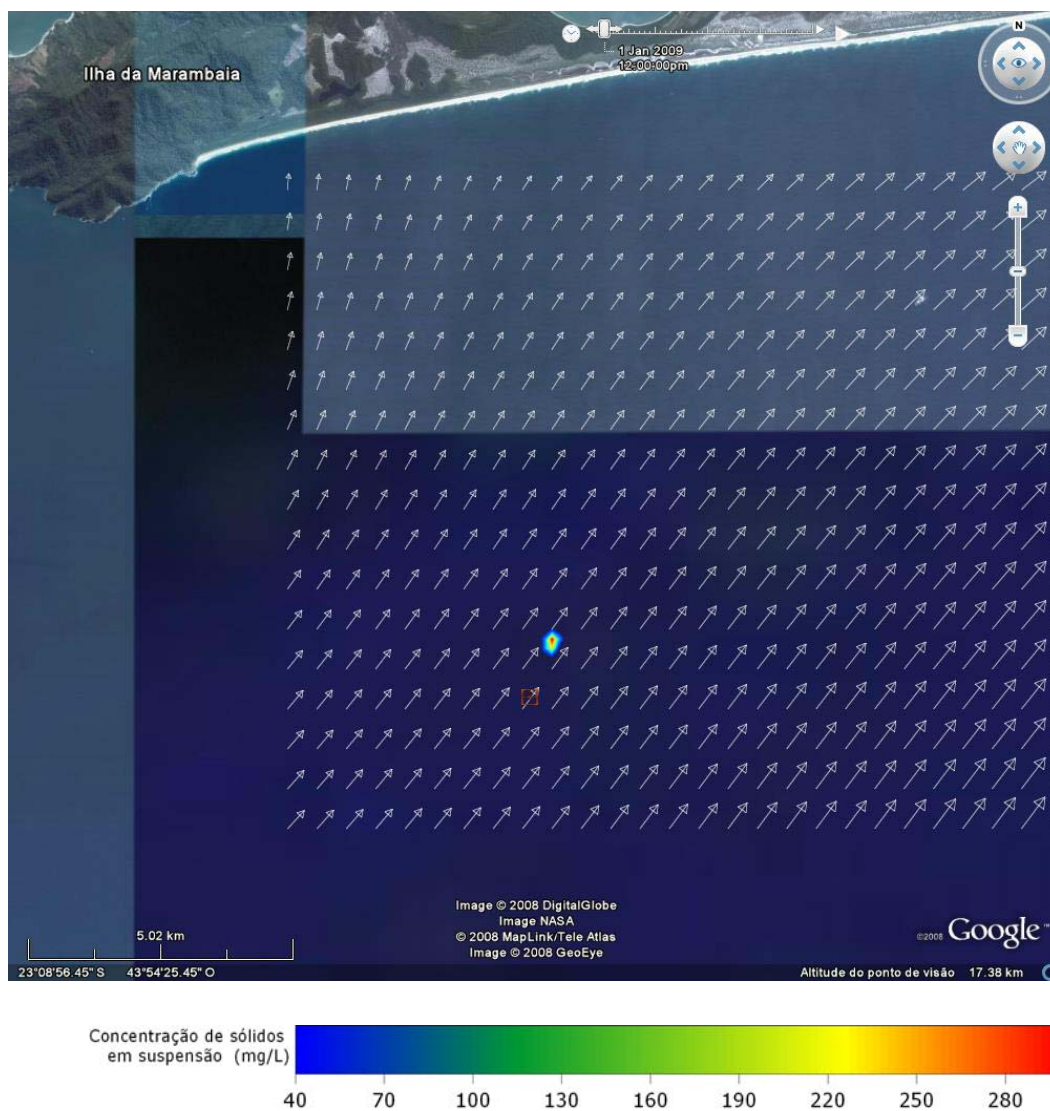 N
1 Jan 2009
12:00:00pm
Ilha da Marambaia
Image © 2008 DigitalGlobe
Image NASA
© 2008 MapLink/Tele Atlas
Image © 2008 GeoEye
©2008 Google™
5.02 km
23°08'56.45" S 43°54'25.45" O
Altitude do ponto de visão 17.38 km
Concentração de sólidos
em suspensão (mg/L)
40 70 100 130 160 190 220 250 280